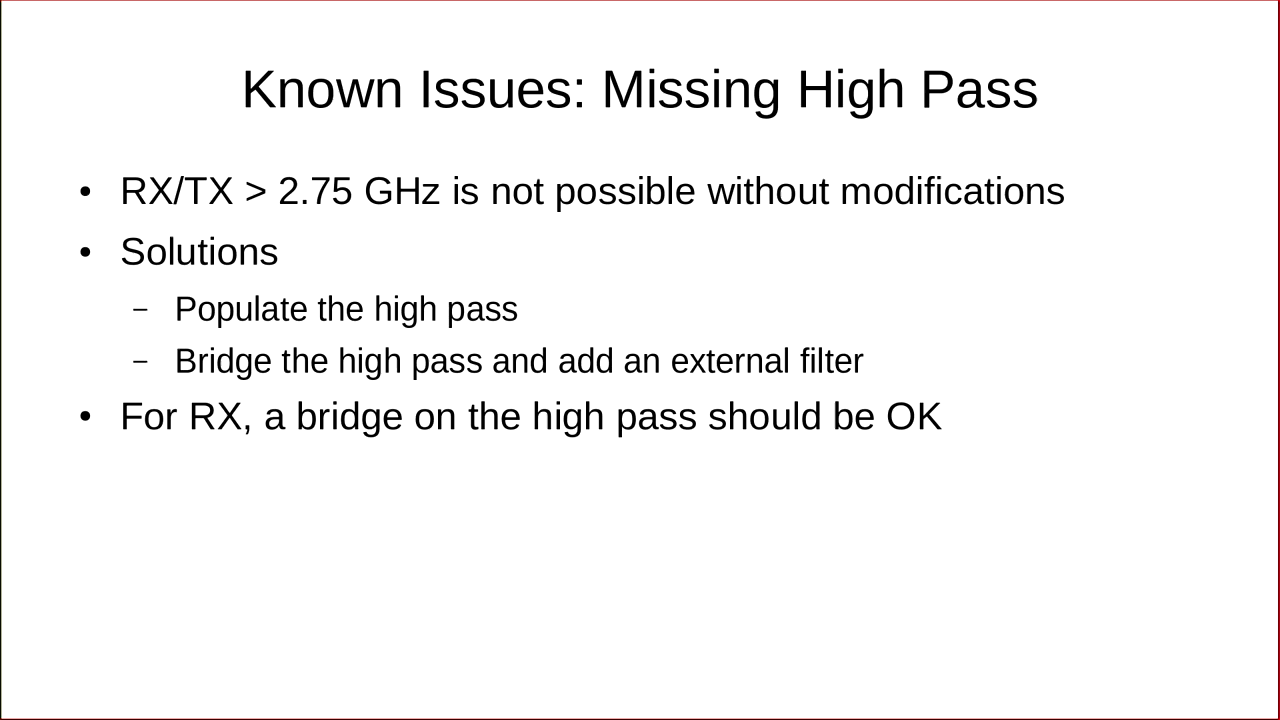 Known Issues: Missing High Pass
• RX/TX > 2.75 GHz is not possible without modifications
• Solutions
– Populate the high pass
– Bridge the high pass and add an external filter
• For RX, a bridge on the high pass should be OK